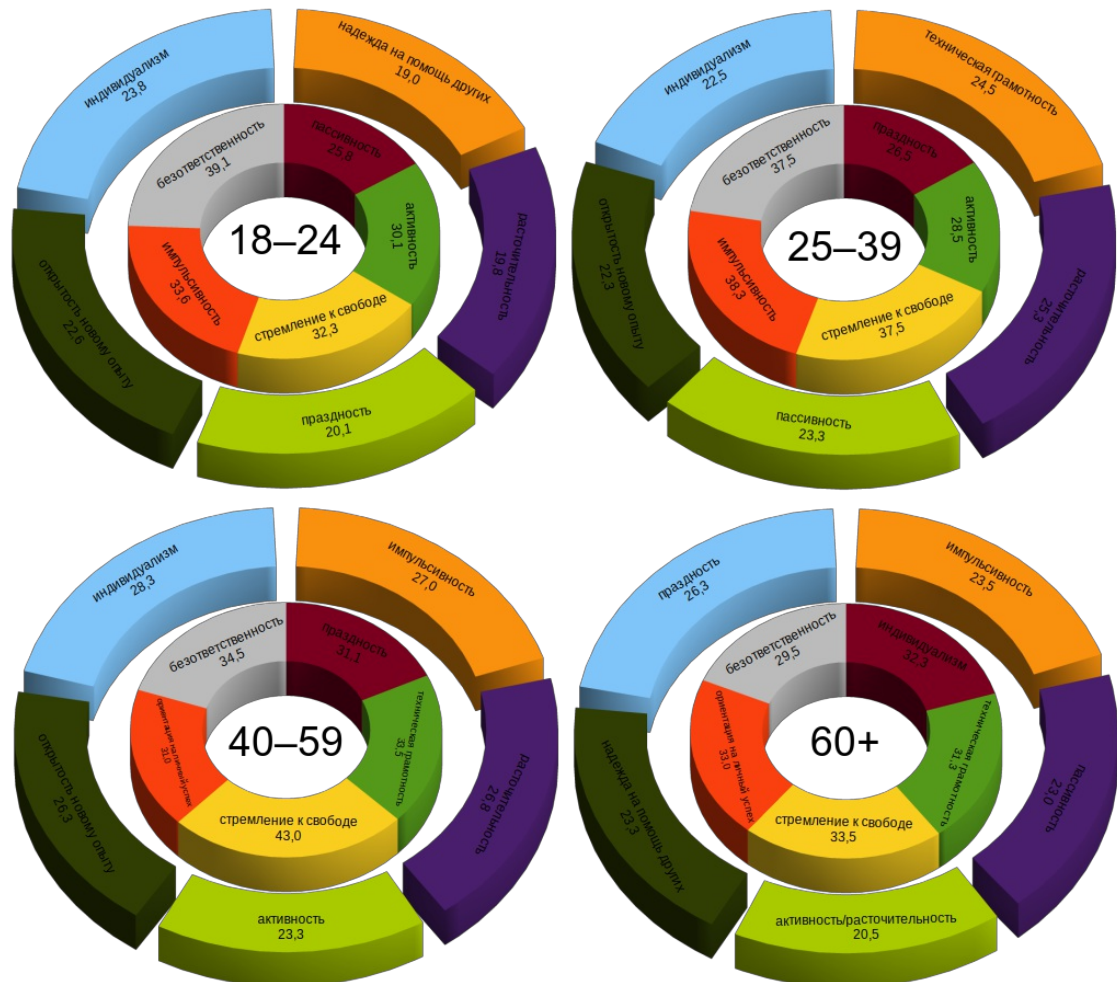 индивидуализм
23,8
надежда на помощь других
19,0
безответственность
39,1
пассивность
25,8
активность
30,1
расточительность
19,8
18–24
импульсивность
33,6
стремление к свободе
32,3
открытость новому опыту
22,6
праздность
20,1
индивидуализм
22,5
техническая грамотность
24,5
безответственность
37,5
праздность
26,5
активность
28,5
расточительность
25,3
25–39
импульсивность
38,3
стремление к свободе
37,5
открытость новому опыту
22,3
пассивность
23,3
индивидуализм
28,3
импульсивность
27,0
безответственность
34,5
праздность
31,1
техническая грамотность
33,5
расточительность
26,8
40–59
ориентация на личный успех
31,0
стремление к свободе
43,0
открытость новому опыту
26,3
активность
23,3
праздность
26,3
импульсивность
23,5
безответственность
29,5
индивидуализм
32,3
техническая грамотность
31,3
пассивность
23,0
60+
ориентация на личный успех
33,0
стремление к свободе
33,5
надежда на помощь других
23,3
активность/расточительность
20,5